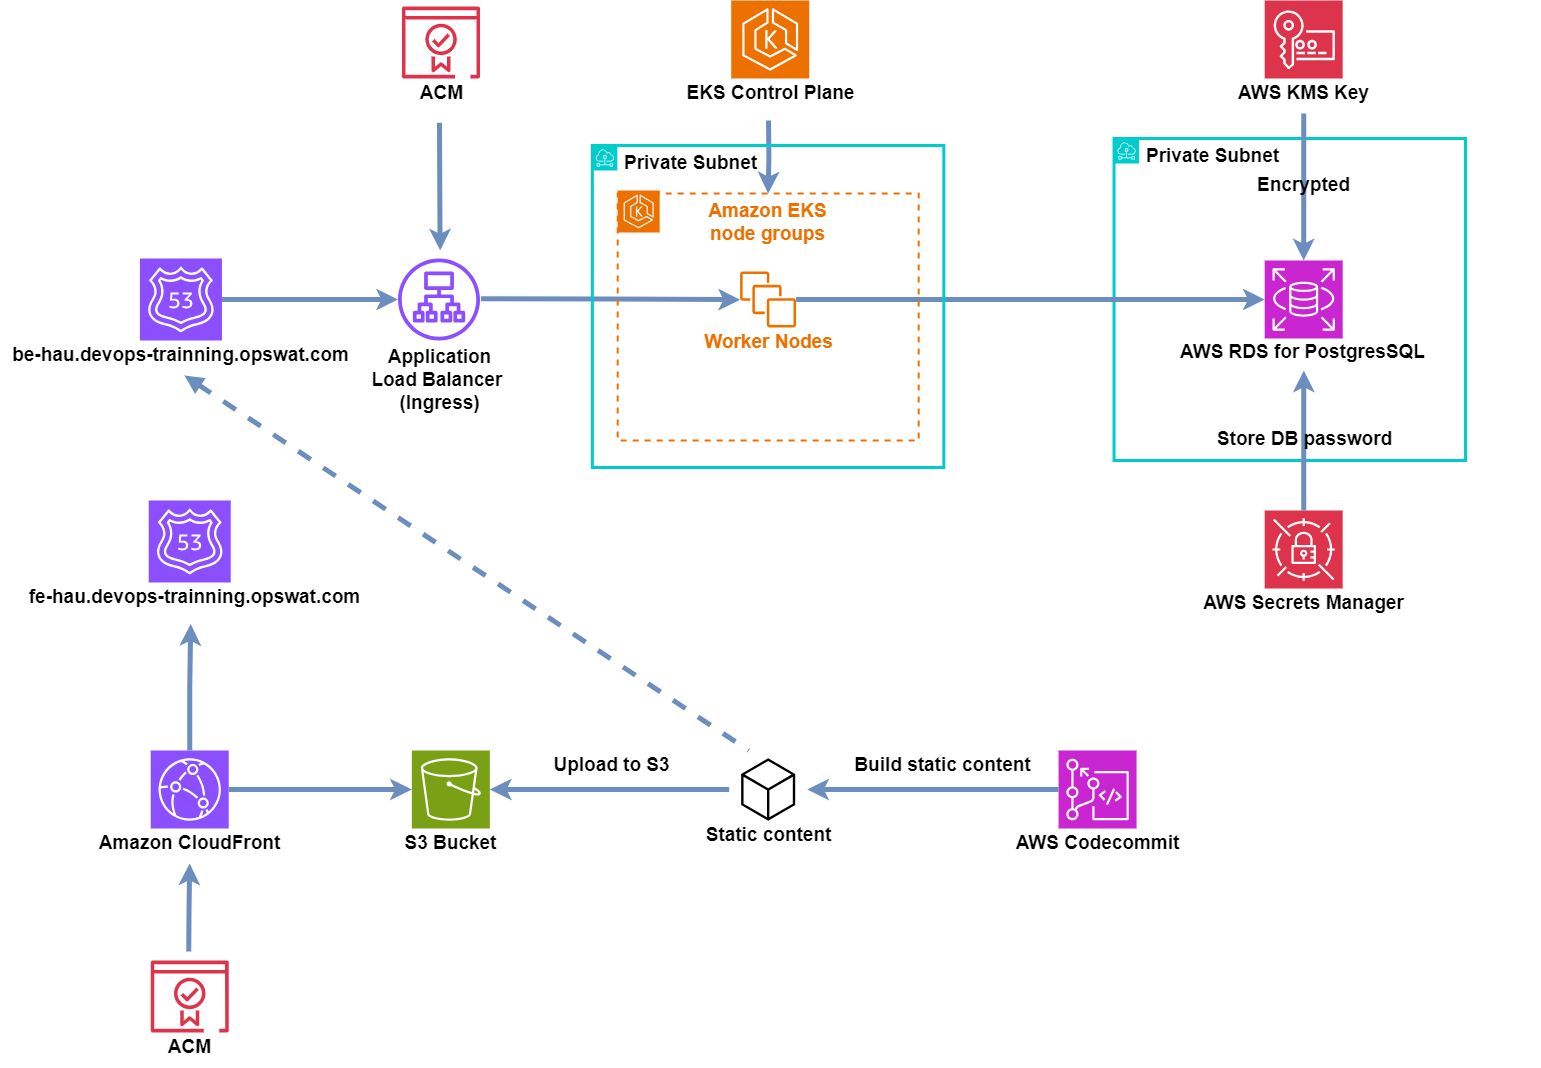 ACM
EKS Control Plane
AWS KMS Key
Private Subnet
Private Subnet
Encrypted
Amazon EKS
node groups
53
be-hau.devops-trainning.opswat.com
Application
Load Balancer
(Ingress)
Worker Nodes
AWS RDS for PostgresSQL
Store DB password
53
fe-hau.devops-trainning.opswat.com
AWS Secrets Manager
Upload to S3
Build static content
Amazon CloudFront
S3 Bucket
Static content
AWS Codecommit
ACM